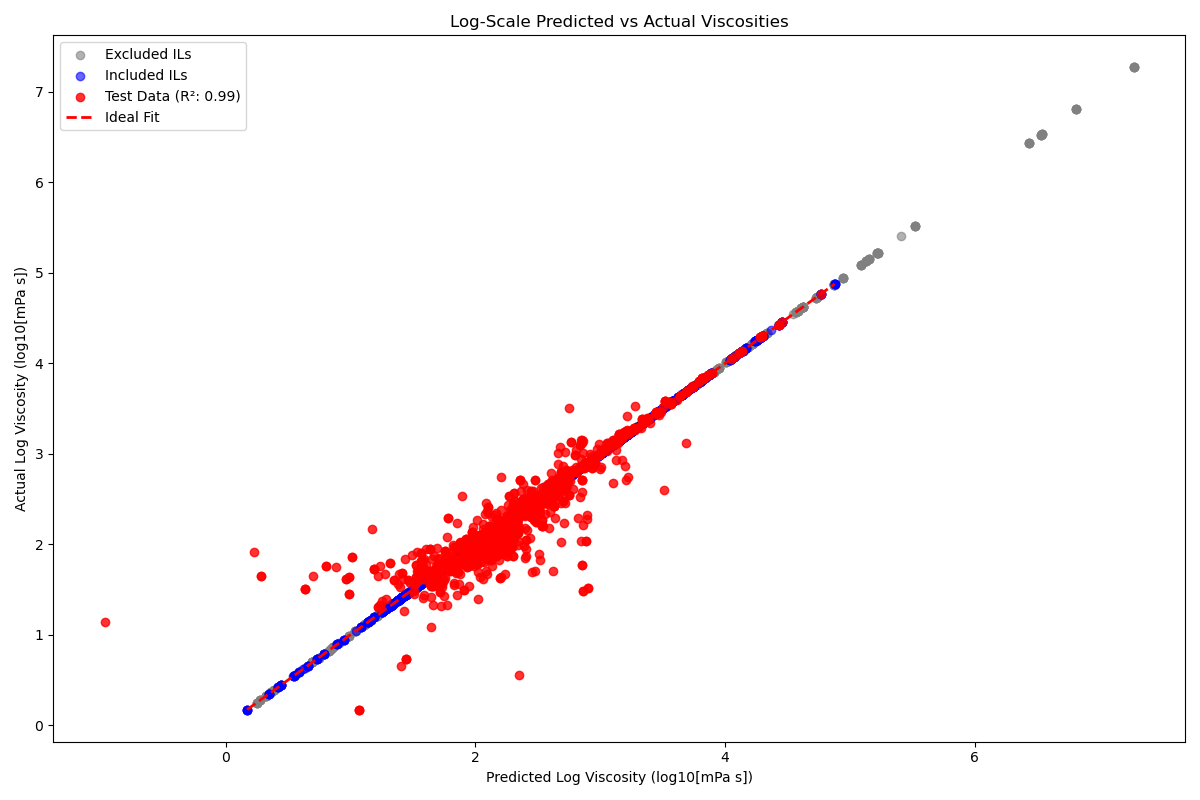 Log-Scale Predicted vs Actual Viscosities
Excluded ILs
Included ILs
Test Data (R²: 0.99)
Ideal Fit
Actual Log Viscosity (log10[mPa s])
7
6
5
4
3
2
1
0
0 2 4 6
Predicted Log Viscosity (log10[mPa s])